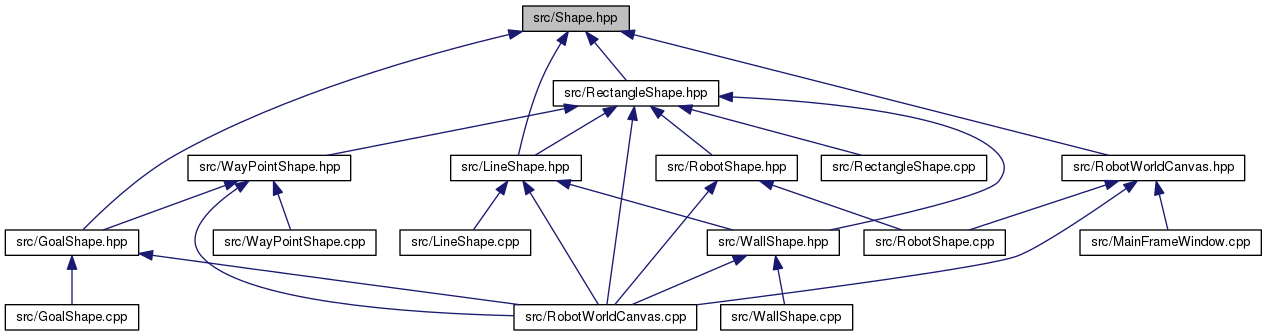 src/Shape.hpp
src/RectangleShape.hpp
src/WayPointShape.hpp
src/LineShape.hpp
src/RobotShape.hpp
src/RectangleShape.cpp
src/RobotWorldCanvas.hpp
src/GoalShape.hpp
src/WayPointShape.cpp
src/LineShape.cpp
src/WallShape.hpp
src/RobotShape.cpp
src/MainFrameWindow.cpp
src/GoalShape.cpp
src/RobotWorldCanvas.cpp
src/WallShape.cpp